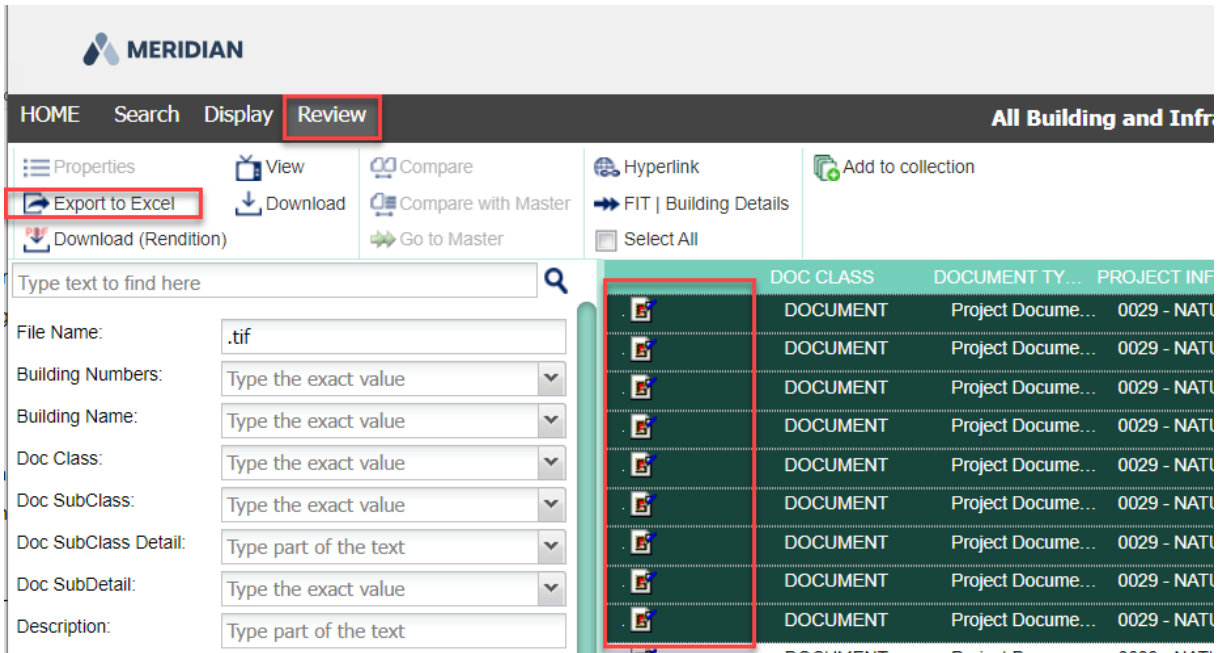 MERIDIAN
HOME Search Display Review All Building and Infr
Properties View Compare Hyperlink Add to collection
Export to Excel Download Compare with Master FIT | Building Details
Download (Rendition) Go to Master Select All
Type text to find here DOC CLASS DOCUMENT TY... PROJECT INF
. DOCUMENT Project Docume... 0029 - NATU
File Name: .tif
. DOCUMENT Project Docume... 0029 - NATU
Building Numbers: Type the exact value
. DOCUMENT Project Docume... 0029 - NATU
Building Name: Type the exact value
. DOCUMENT Project Docume... 0029 - NATU
Doc Class: Type the exact value
. DOCUMENT Project Docume... 0029 - NATU
Doc SubClass: Type the exact value
. DOCUMENT Project Docume... 0029 - NATU
Doc SubClass Detail: Type part of the text
. DOCUMENT Project Docume... 0029 - NATU
Doc SubDetail: Type the exact value
. DOCUMENT Project Docume... 0029 - NATU
Description: Type part of the text
. DOCUMENT Project Docume... 0029 - NATU